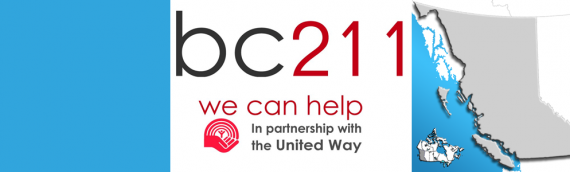 bc211
we can help
In partnership with
the United Way